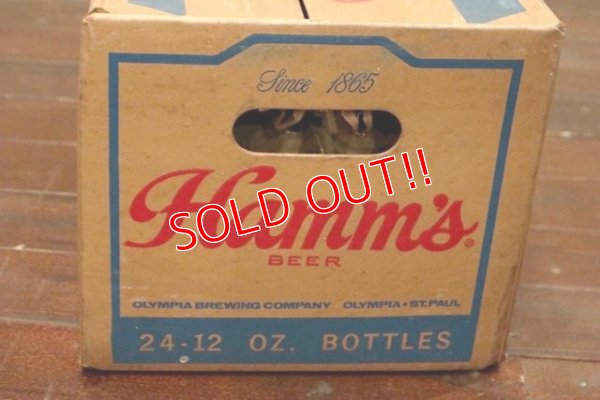 Since 1865
Hamm's®
SOLD OUT!!
BEER
OLYMPIA BREWING COMPANY OLYMPIA • ST. PAUL
24-12 OZ. BOTTLES